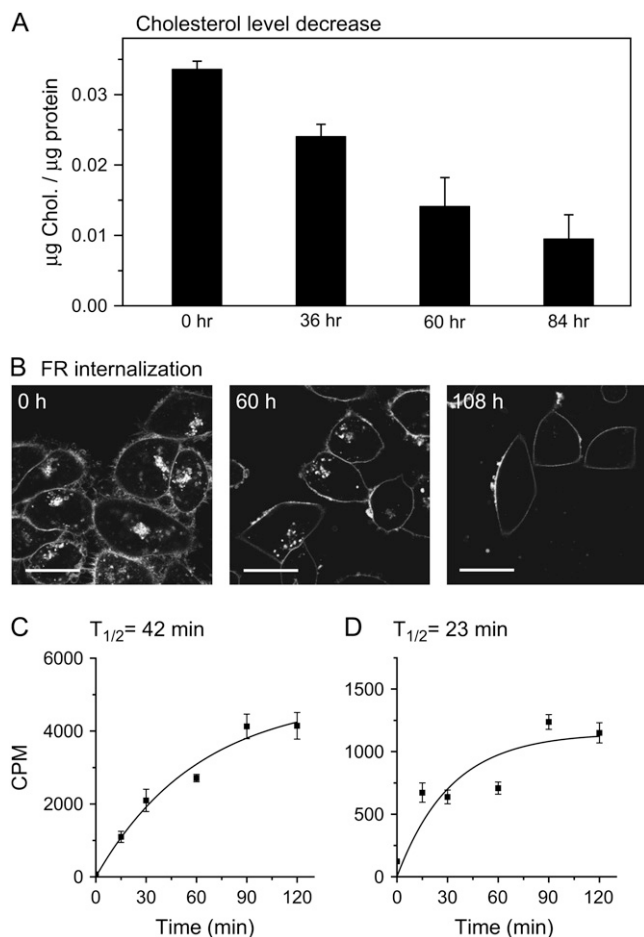 A
Cholesterol level decrease
μg Chol. / μg protein
0.03
0.02
0.01
0.00
0 hr 36 hr 60 hr 84 hr
B FR internalization
0 h 60 h 108 h
C T1/2= 42 min
CPM
6000
4000
2000
0
0 30 60 90 120
Time (min)
D T1/2= 23 min
1500
1000
500
0
0 30 60 90 120
Time (min)